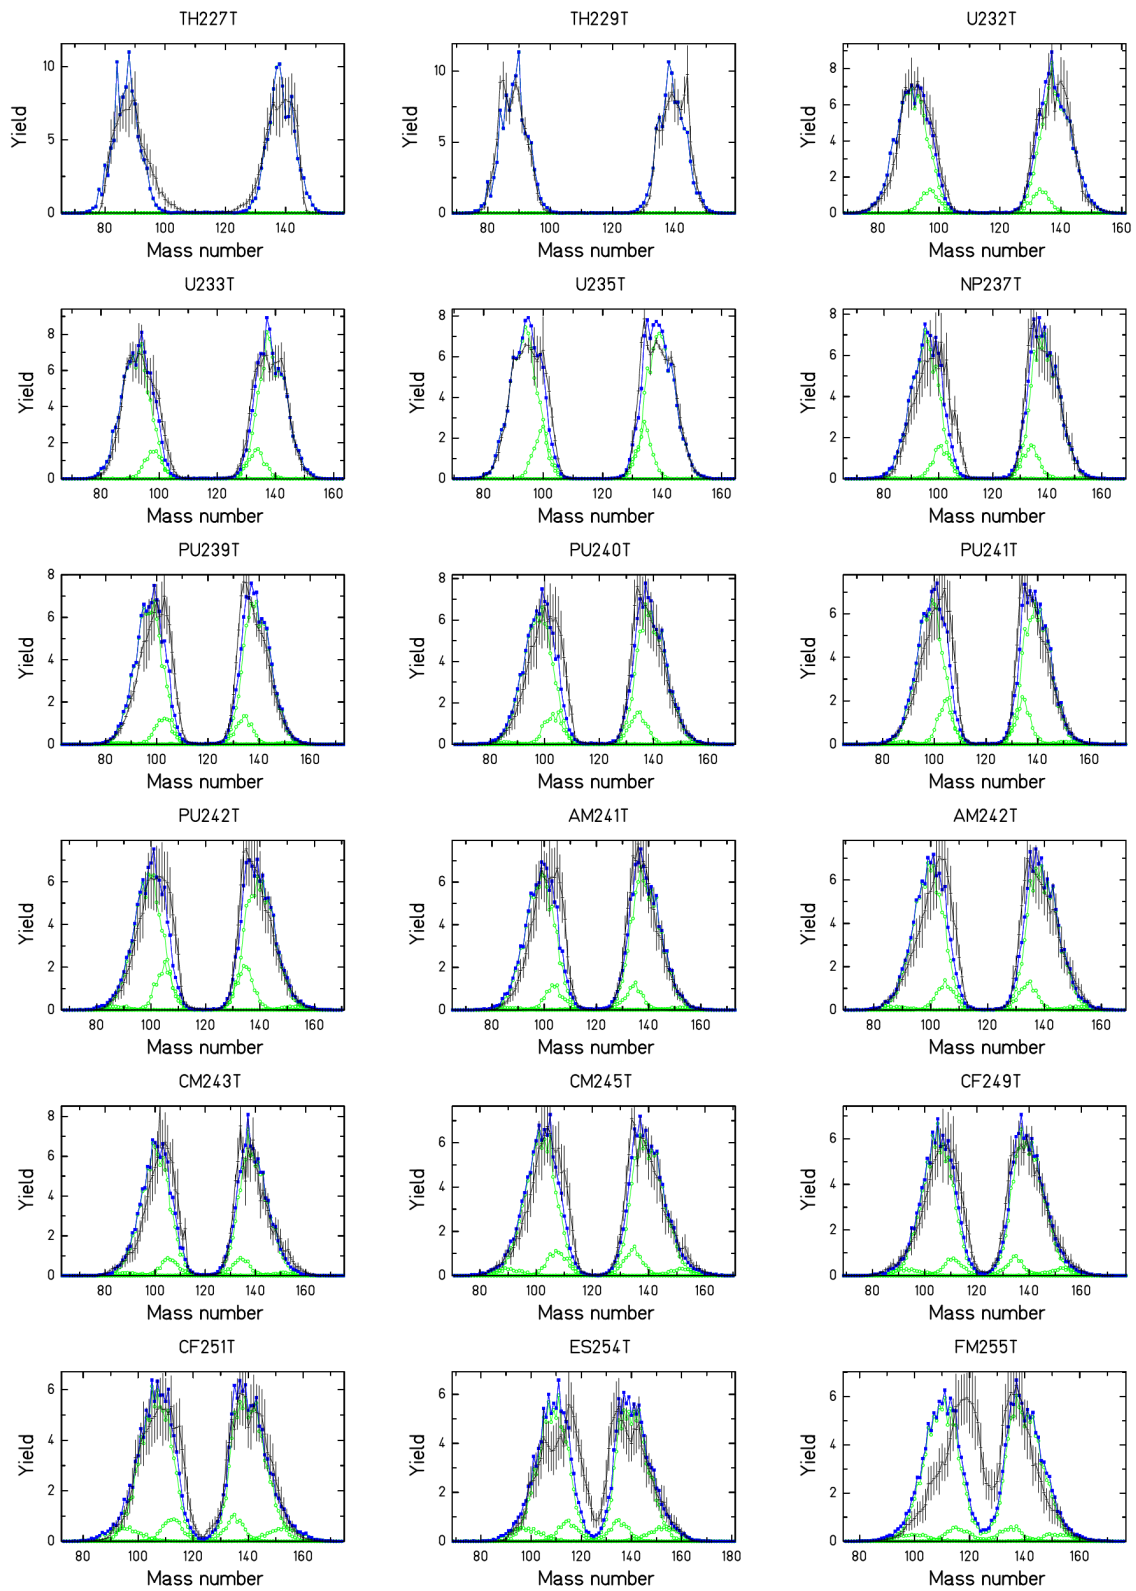 TH227T
Yield
10
5
0
80 100 120 140
Mass number
TH229T
Yield
10
5
0
80 100 120 140
Mass number
U232T
Yield
8
6
4
2
0
80 100 120 140 160
Mass number
U233T
Yield
8
6
4
2
0
80 100 120 140 160
Mass number
U235T
Yield
8
6
4
2
0
80 100 120 140 160
Mass number
NP237T
Yield
8
6
4
2
0
80 100 120 140 160
Mass number
PU239T
Yield
8
6
4
2
0
80 100 120 140 160
Mass number
PU240T
Yield
8
6
4
2
0
80 100 120 140 160
Mass number
PU241T
Yield
6
4
2
0
80 100 120 140 160
Mass number
PU242T
Yield
6
4
2
0
80 100 120 140 160
Mass number
AM241T
Yield
6
4
2
0
80 100 120 140 160
Mass number
AM242T
Yield
6
4
2
0
80 100 120 140 160
Mass number
CM243T
Yield
8
6
4
2
0
80 100 120 140 160
Mass number
CM245T
Yield
6
4
2
0
80 100 120 140 160
Mass number
CF249T
Yield
6
4
2
0
80 100 120 140 160
Mass number
CF251T
Yield
6
4
2
0
80 100 120 140 160
Mass number
ES254T
Yield
6
4
2
0
80 100 120 140 160 180
Mass number
FM255T
Yield
6
4
2
0
80 100 120 140 160
Mass number